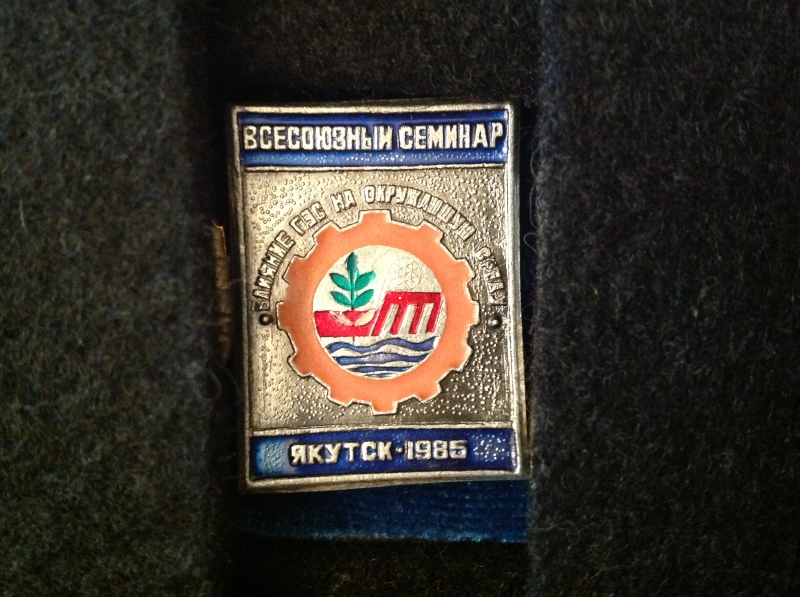 ВСЕСОЮЗНЫЙ СЕМИНАР
ВЛИЯНИЕ ГЭС НА ОКРУЖАЮЩУЮ СРЕДУ
ЯКУТСК·1985